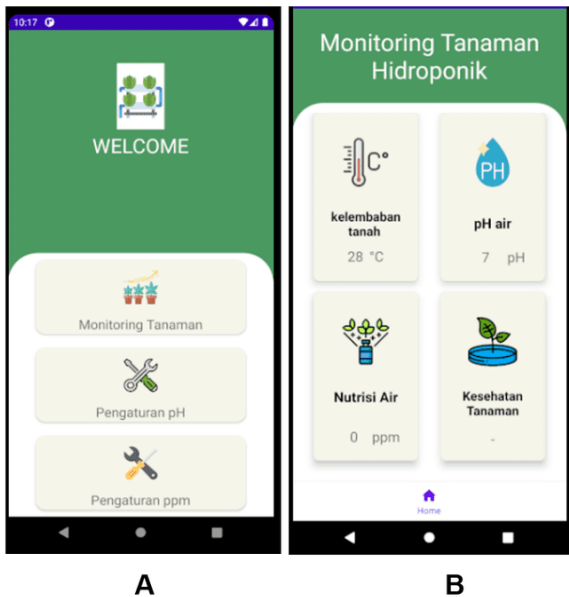 10:17
WELCOME
Monitoring Tanaman
Pengaturan pH
Pengaturan ppm
A
Monitoring Tanaman
Hidroponik
C°
kelembaban
tanah
28 °C
PH
pH air
7 pH
Nutrisi Air
0 ppm
Kesehatan
Tanaman
-
Home
B